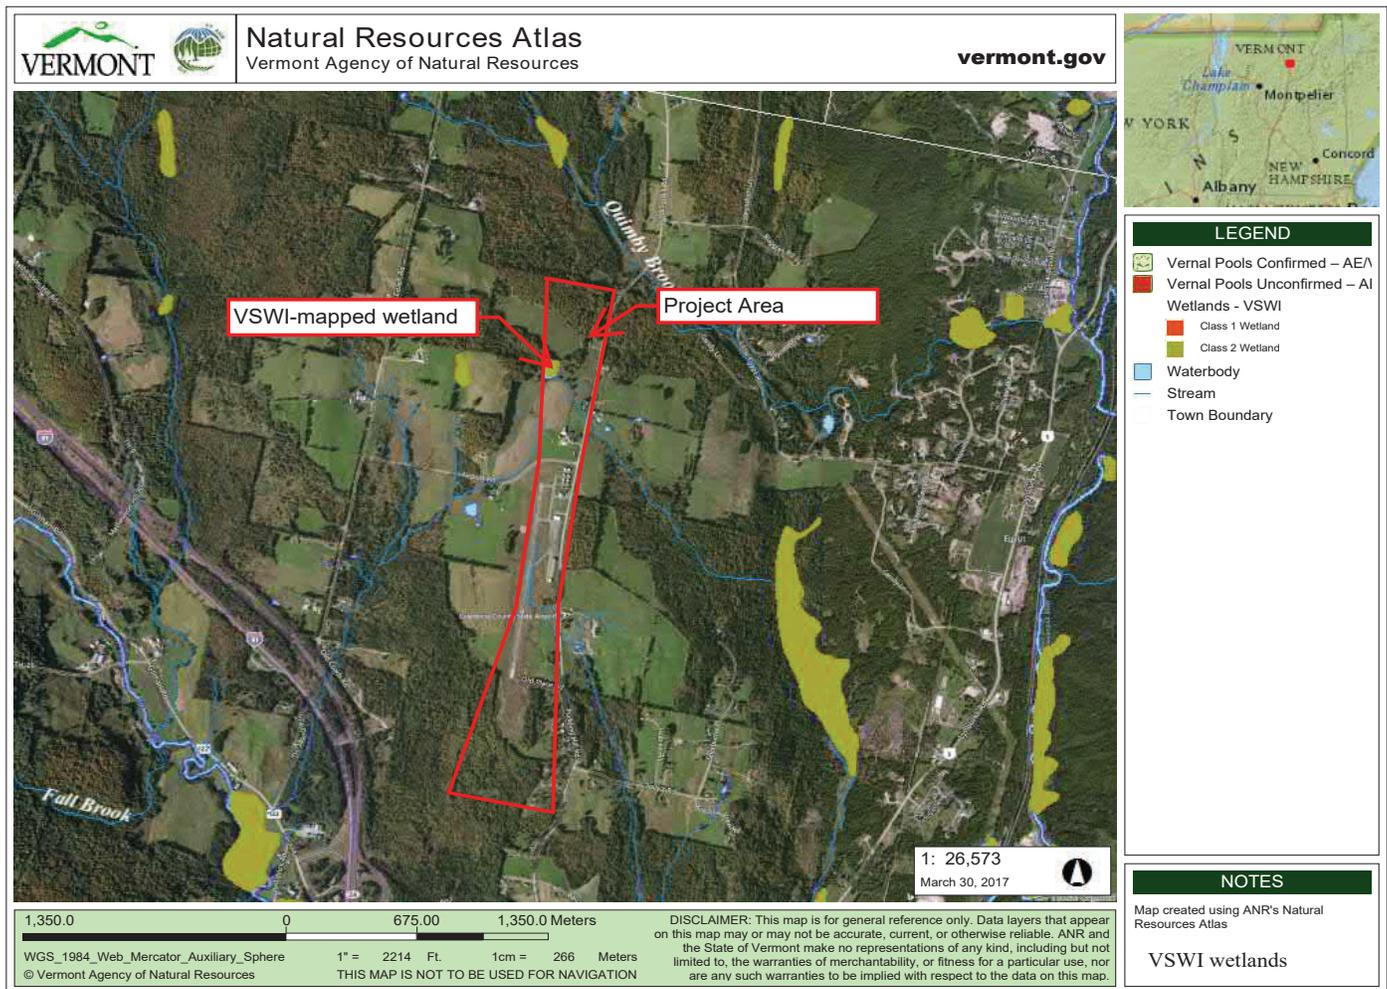 VERMONT
Natural Resources Atlas
Vermont Agency of Natural Resources
vermont.gov
VERMONT
Lake
Champlain
Montpelier
W YORK
I N S
Concord
NEW
HAMPSHIRE
Albany
Quimby Broo
VSWI-mapped wetland
Project Area
Fall Brook
1: 26,573
March 30, 2017
LEGEND
Vernal Pools Confirmed – AE/\
Vernal Pools Unconfirmed – AI
Wetlands - VSWI
Class 1 Wetland
Class 2 Wetland
Waterbody
Stream
Town Boundary
NOTES
Map created using ANR's Natural
Resources Atlas
VSWI wetlands
1,350.0 0 675.00 1,350.0 Meters
WGS_1984_Web_Mercator_Auxiliary_Sphere
© Vermont Agency of Natural Resources
1" = 2214 Ft. 1cm = 266 Meters
THIS MAP IS NOT TO BE USED FOR NAVIGATION
DISCLAIMER: This map is for general reference only. Data layers that appear
on this map may or may not be accurate, current, or otherwise reliable. ANR and
the State of Vermont make no representations of any kind, including but not
limited to, the warranties of merchantability, or fitness for a particular use, nor
are any such warranties to be implied with respect to the data on this map.